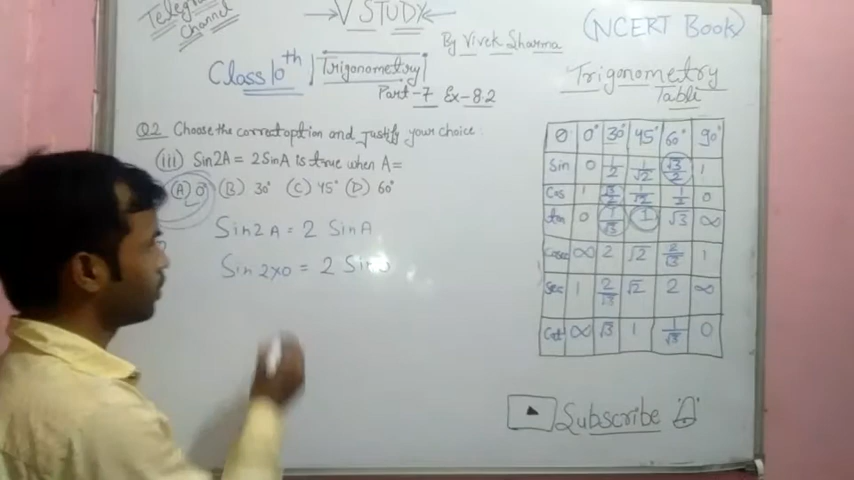 Telegram
Channel
V STUDY
By Vivek Sharma
(NCERT Book)
Class 10th
Trigonometry
Part-7 Ex-8.2
Trigonometry
Table
Q2 Choose the correct option and justify your choice:
(iii) Sin2A = 2SinA is true when A=
(A) 0° (B) 30° (C) 45° (D) 60°
Sin2A = 2 SinA
Sin2×0 = 2 Sin
θ 0° 30° 45° 60° 90°
Sin 0 1/2 1/√2 √3/2 1
Cos 1 √3/2 1/√2 1/2 0
tan 0 1/√3 1 √3 ∞
Cosec ∞ 2 √2 2/√3 1
Sec 1 2/√3 √2 2 ∞
Cot ∞ √3 1 1/√3 0
Subscribe